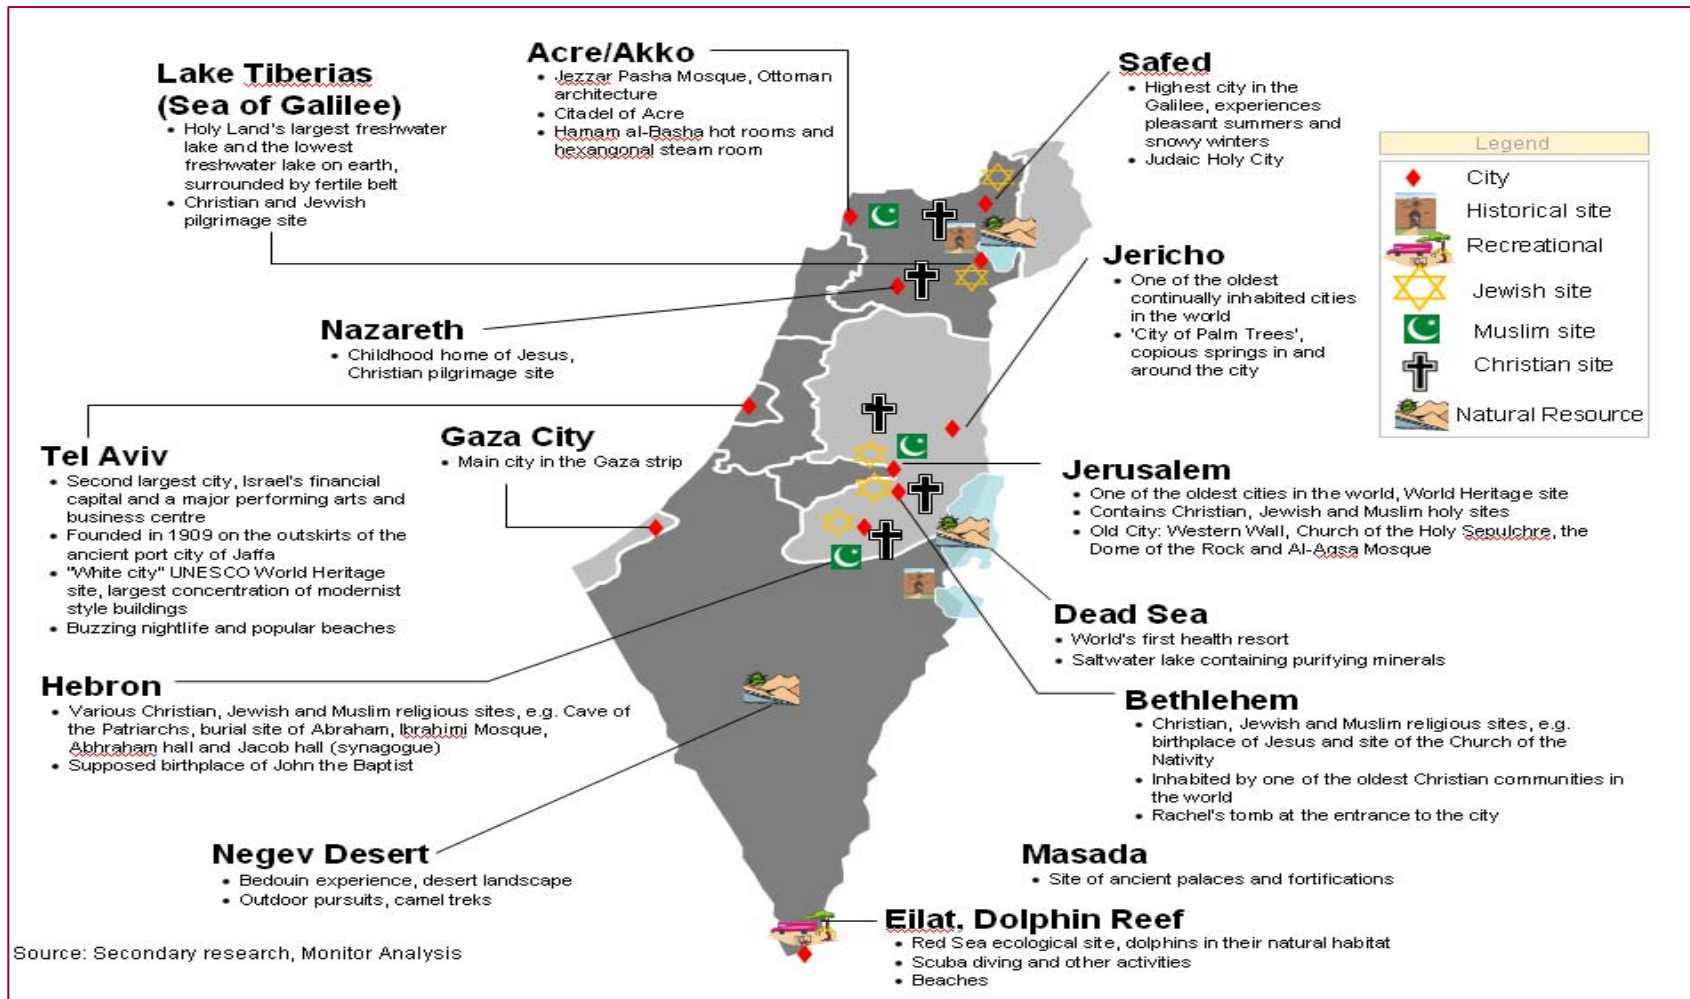 Lake Tiberias
(Sea of Galilee)
• Holy Land's largest freshwater
lake and the lowest
freshwater lake on earth,
surrounded by fertile belt
• Christian and Jewish
pilgrimage site
Acre/Akko
• Jezzar Pasha Mosque, Ottoman
architecture
• Citadel of Acre
• Hamam al-Basha hot rooms and
hexangonal steam room
Safed
• Highest city in the
Galilee, experiences
pleasant summers and
snowy winters
• Judaic Holy City
Legend
City
Historical site
Recreational
Jewish site
Muslim site
Christian site
Natural Resource
Jericho
• One of the oldest
continually inhabited cities
in the world
• 'City of Palm Trees',
copious springs in and
around the city
Nazareth
• Childhood home of Jesus,
Christian pilgrimage site
Tel Aviv
• Second largest city, Israel's financial
capital and a major performing arts and
business centre
• Founded in 1909 on the outskirts of the
ancient port city of Jaffa
• "White city" UNESCO World Heritage
site, largest concentration of modernist
style buildings
• Buzzing nightlife and popular beaches
Gaza City
• Main city in the Gaza strip
Jerusalem
• One of the oldest cities in the world, World Heritage site
• Contains Christian, Jewish and Muslim holy sites
• Old City: Western Wall, Church of the Holy Sepulchre, the
Dome of the Rock and Al-Aqsa Mosque
Dead Sea
• World's first health resort
• Saltwater lake containing purifying minerals
Hebron
• Various Christian, Jewish and Muslim religious sites, e.g. Cave of
the Patriarchs, burial site of Abraham, Ibrahimi Mosque,
Abhraham hall and Jacob hall (synagogue)
• Supposed birthplace of John the Baptist
Bethlehem
• Christian, Jewish and Muslim religious sites, e.g.
birthplace of Jesus and site of the Church of the
Nativity
• Inhabited by one of the oldest Christian communities in
the world
• Rachel's tomb at the entrance to the city
Negev Desert
• Bedouin experience, desert landscape
• Outdoor pursuits, camel treks
Masada
• Site of ancient palaces and fortifications
Eilat, Dolphin Reef
• Red Sea ecological site, dolphins in their natural habitat
• Scuba diving and other activities
• Beaches
Source: Secondary research, Monitor Analysis